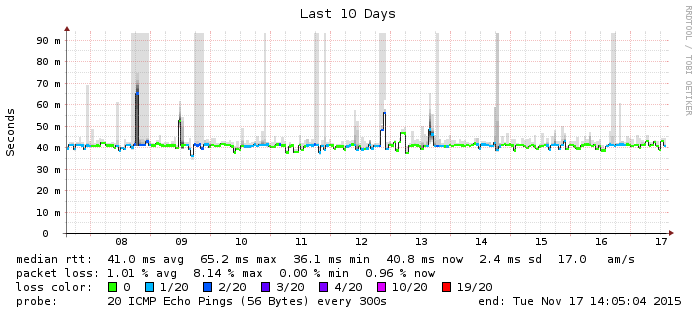 Last 10 Days
RRDTOOL / TOBI OETIKER
Seconds
90 m
80 m
70 m
60 m
50 m
40 m
30 m
20 m
10 m
0
08 09 10 11 12 13 14 15 16 17
median rtt: 41.0 ms avg 65.2 ms max 36.1 ms min 40.8 ms now 2.4 ms sd 17.0 am/s
packet loss: 1.01 % avg 8.14 % max 0.00 % min 0.96 % now
loss color: 0 1/20 2/20 3/20 4/20 10/20 19/20
probe: 20 ICMP Echo Pings (56 Bytes) every 300s end: Tue Nov 17 14:05:04 2015